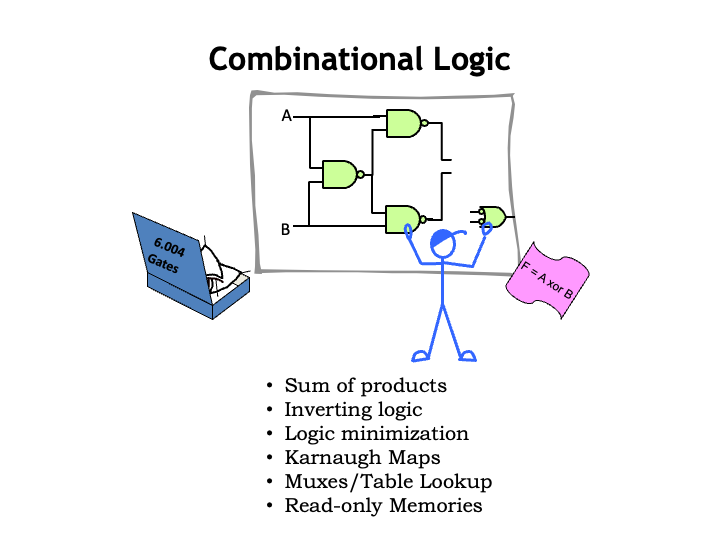 Combinational Logic
A
B
6.004
Gates
F = A xor B
• Sum of products
• Inverting logic
• Logic minimization
• Karnaugh Maps
• Muxes/Table Lookup
• Read-only Memories